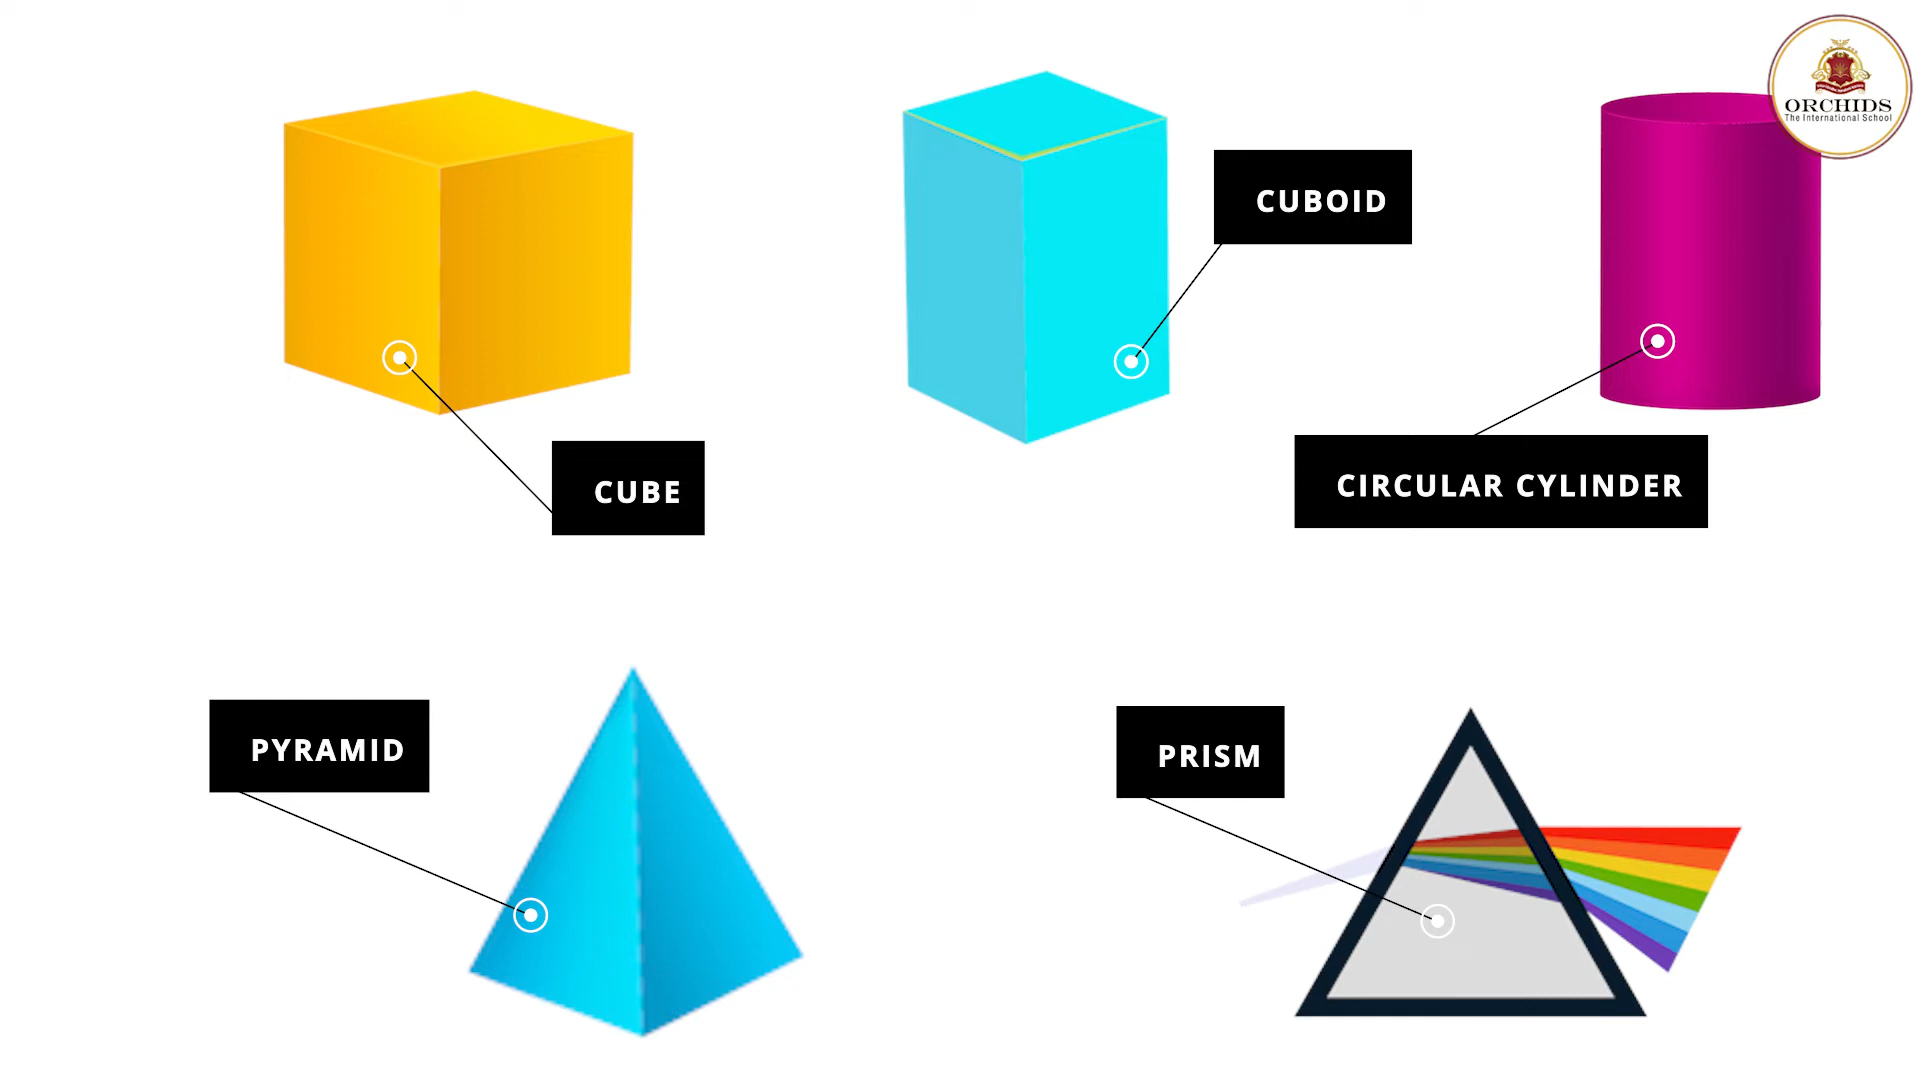 ORCHIDS
The International School
CUBOID
CUBE
CIRCULAR CYLINDER
PYRAMID
PRISM